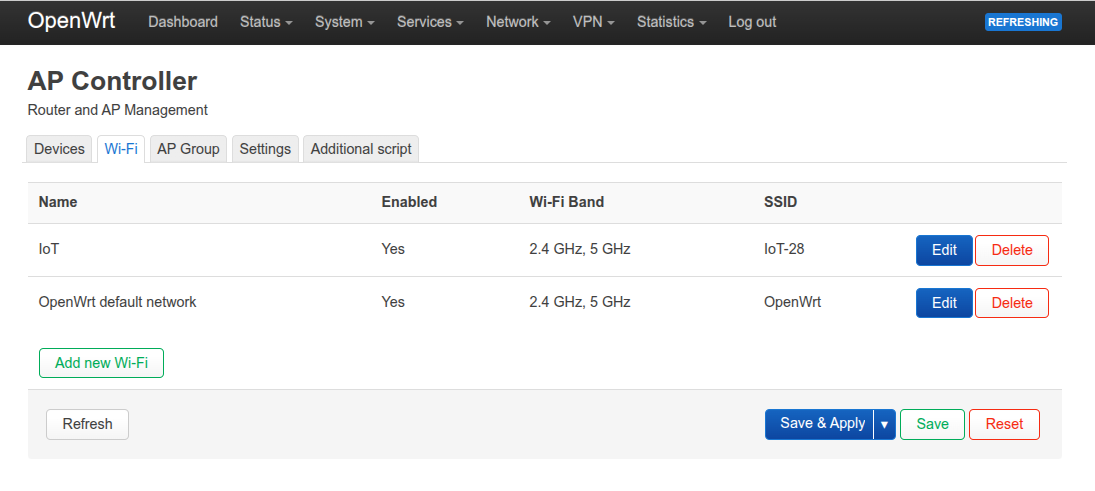 OpenWrt Dashboard Status System Services Network VPN Statistics Log out REFRESHING
AP Controller
Router and AP Management
Devices Wi-Fi AP Group Settings Additional script
Name Enabled Wi-Fi Band SSID
IoT Yes 2.4 GHz, 5 GHz IoT-28 Edit Delete
OpenWrt default network Yes 2.4 GHz, 5 GHz OpenWrt Edit Delete
Add new Wi-Fi
Refresh Save & Apply ▾ Save Reset